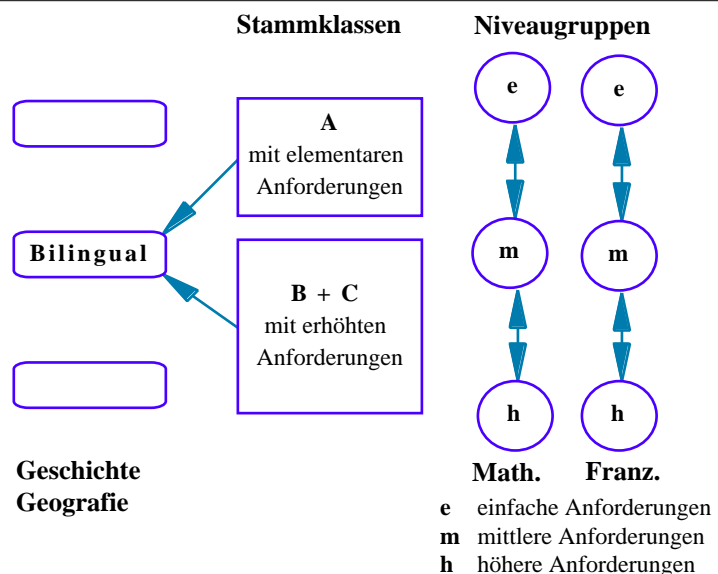 Stammklassen
Niveaugruppen
A
mit elementaren
Anforderungen
Bilingual
B + C
mit erhöhten
Anforderungen
e
e
m
m
h
h
Geschichte
Geografie
Math.
Franz.
e einfache Anforderungen
m mittlere Anforderungen
h höhere Anforderungen